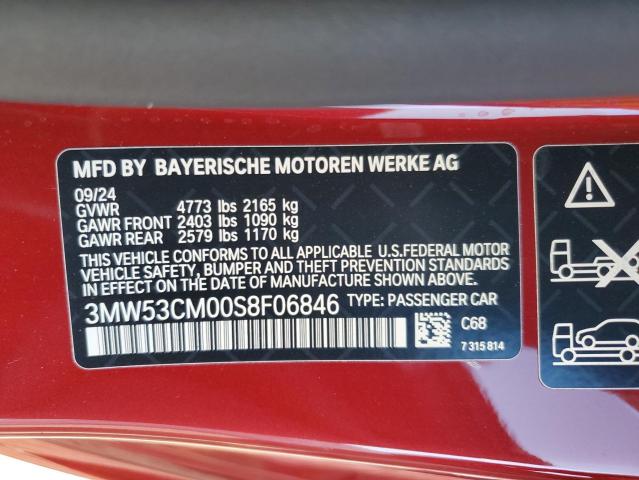 MFD BY BAYERISCHE MOTOREN WERKE AG
09/24
GVWR 4773 lbs 2165 kg
GAWR FRONT 2403 lbs 1090 kg
GAWR REAR 2579 lbs 1170 kg
THIS VEHICLE CONFORMS TO ALL APPLICABLE U.S.FEDERAL MOTOR
VEHICLE SAFETY, BUMPER AND THEFT PREVENTION STANDARDS
IN EFFECT ON THE DATE OF MANUFACTURE SHOWN ABOVE.
3MW53CM00S8F06846 TYPE: PASSENGER CAR
C68
7 315 814